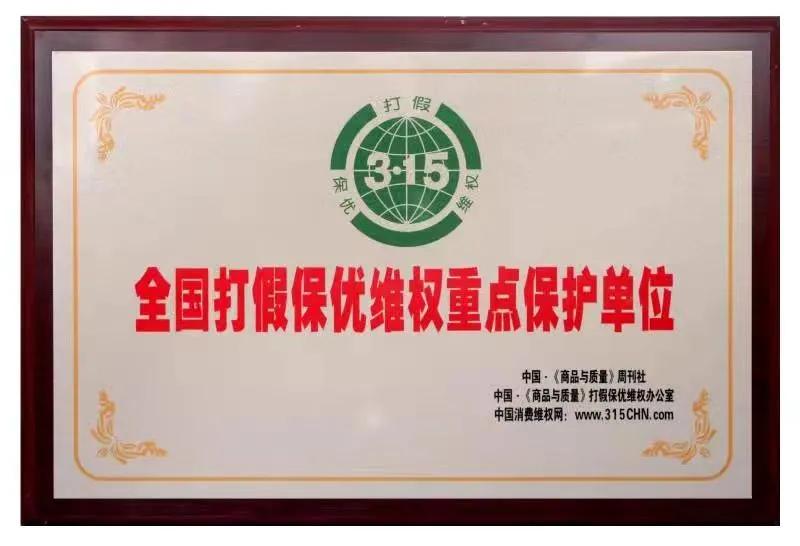 打假
3·15
保优
维权
全国打假保优维权重点保护单位
中国·《商品与质量》周刊社
中国·《商品与质量》打假保优维权办公室
中国消费维权网：www.315CHN.com